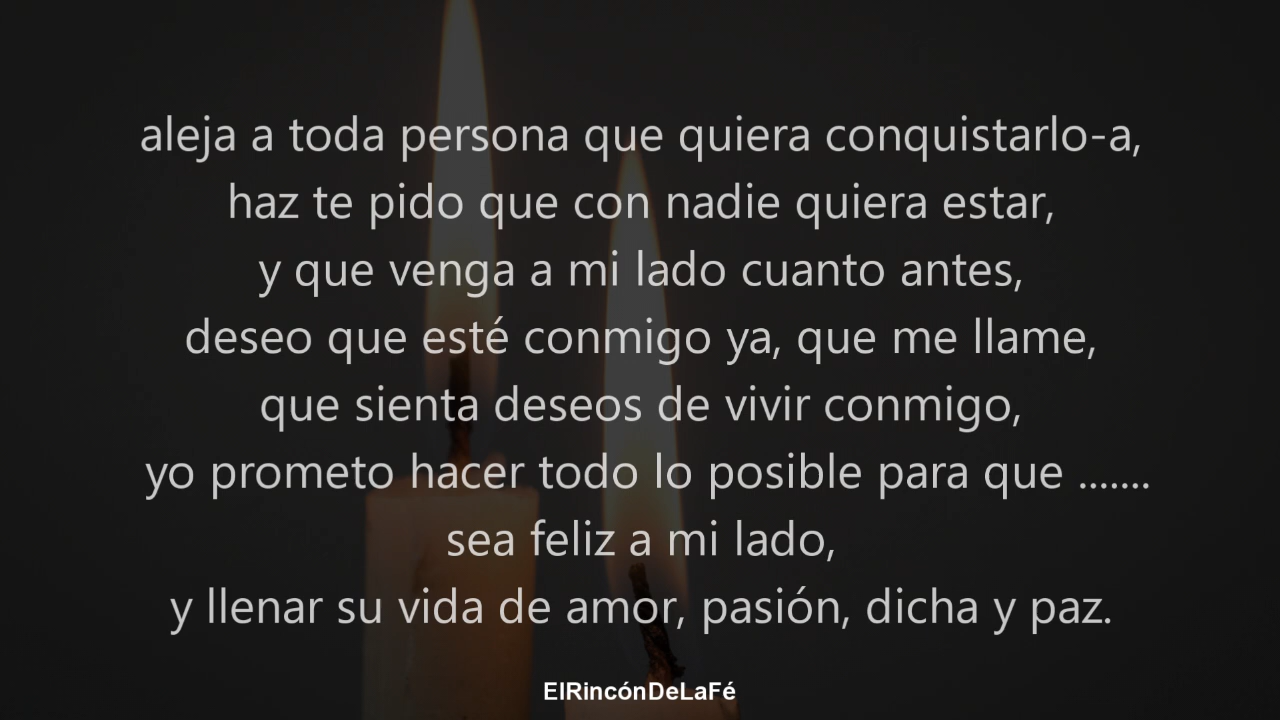 aleja a toda persona que quiera conquistarlo-a,
haz te pido que con nadie quiera estar,
y que venga a mi lado cuanto antes,
deseo que esté conmigo ya, que me llame,
que sienta deseos de vivir conmigo,
yo prometo hacer todo lo posible para que .......
sea feliz a mi lado,
y llenar su vida de amor, pasión, dicha y paz.
ElRincónDeLaFé